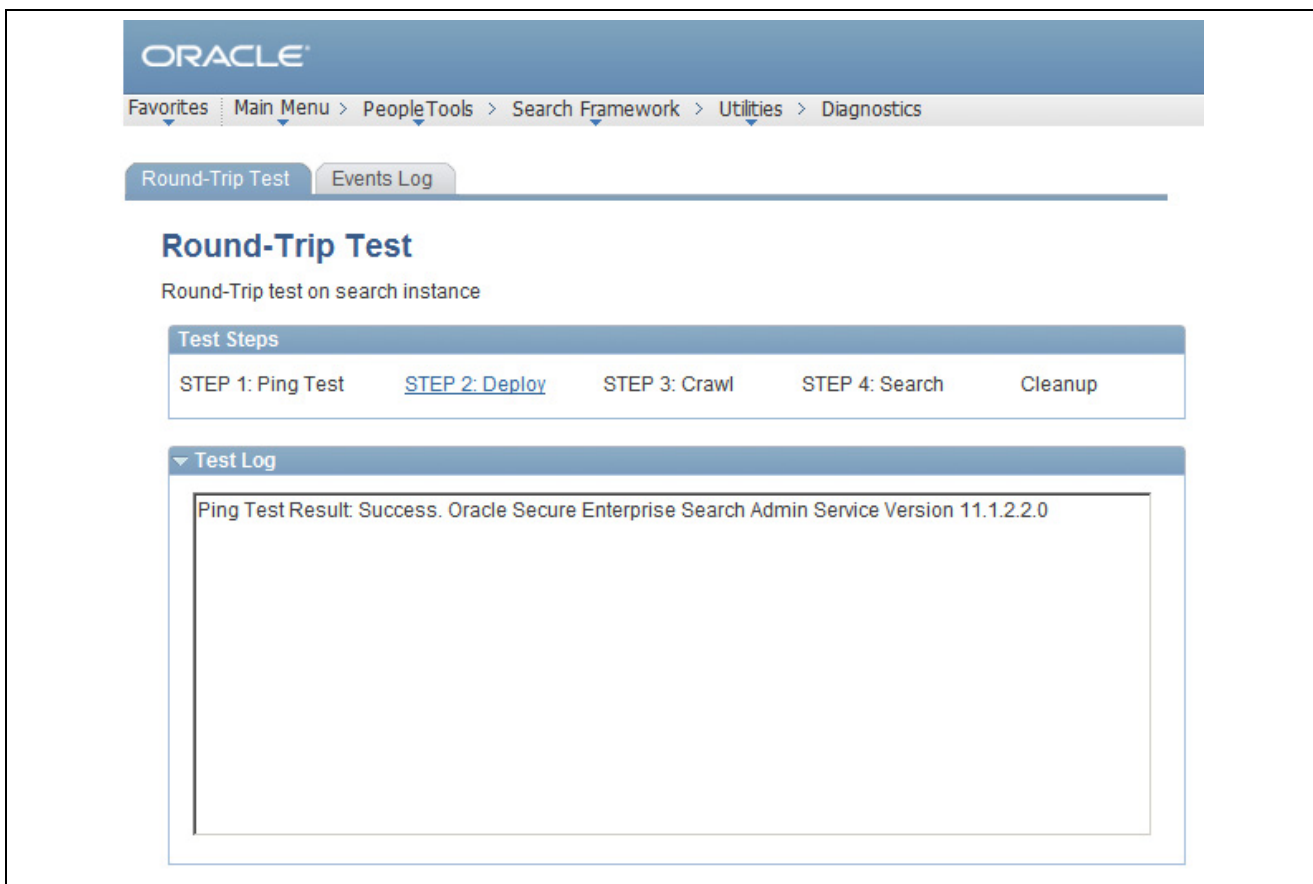 ORACLE
Favorites Main Menu > PeopleTools > Search Framework > Utilities > Diagnostics
Round-Trip Test Events Log
Round-Trip Test
Round-Trip test on search instance
Test Steps
STEP 1: Ping Test STEP 2: Deploy STEP 3: Crawl STEP 4: Search Cleanup
Test Log
Ping Test Result: Success. Oracle Secure Enterprise Search Admin Service Version 11.1.2.2.0